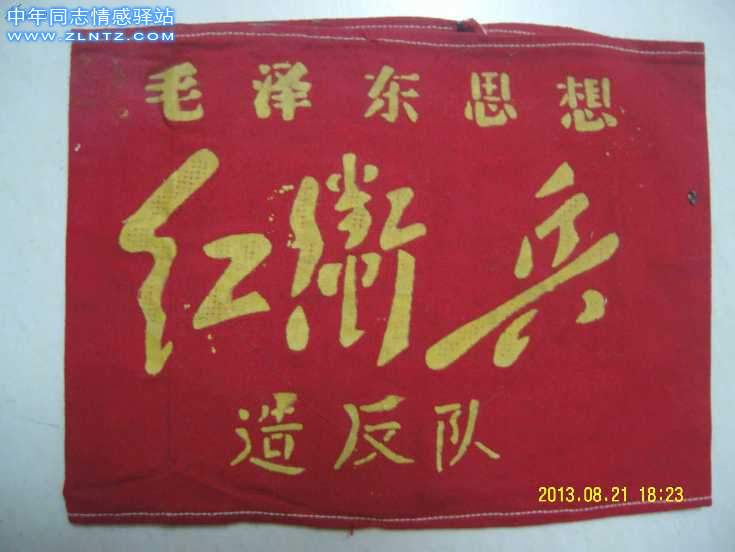 中年同志情感驿站
www.ZLNTZ.com
毛泽东思想
红衛兵
造反队
2013.08.21 18:23